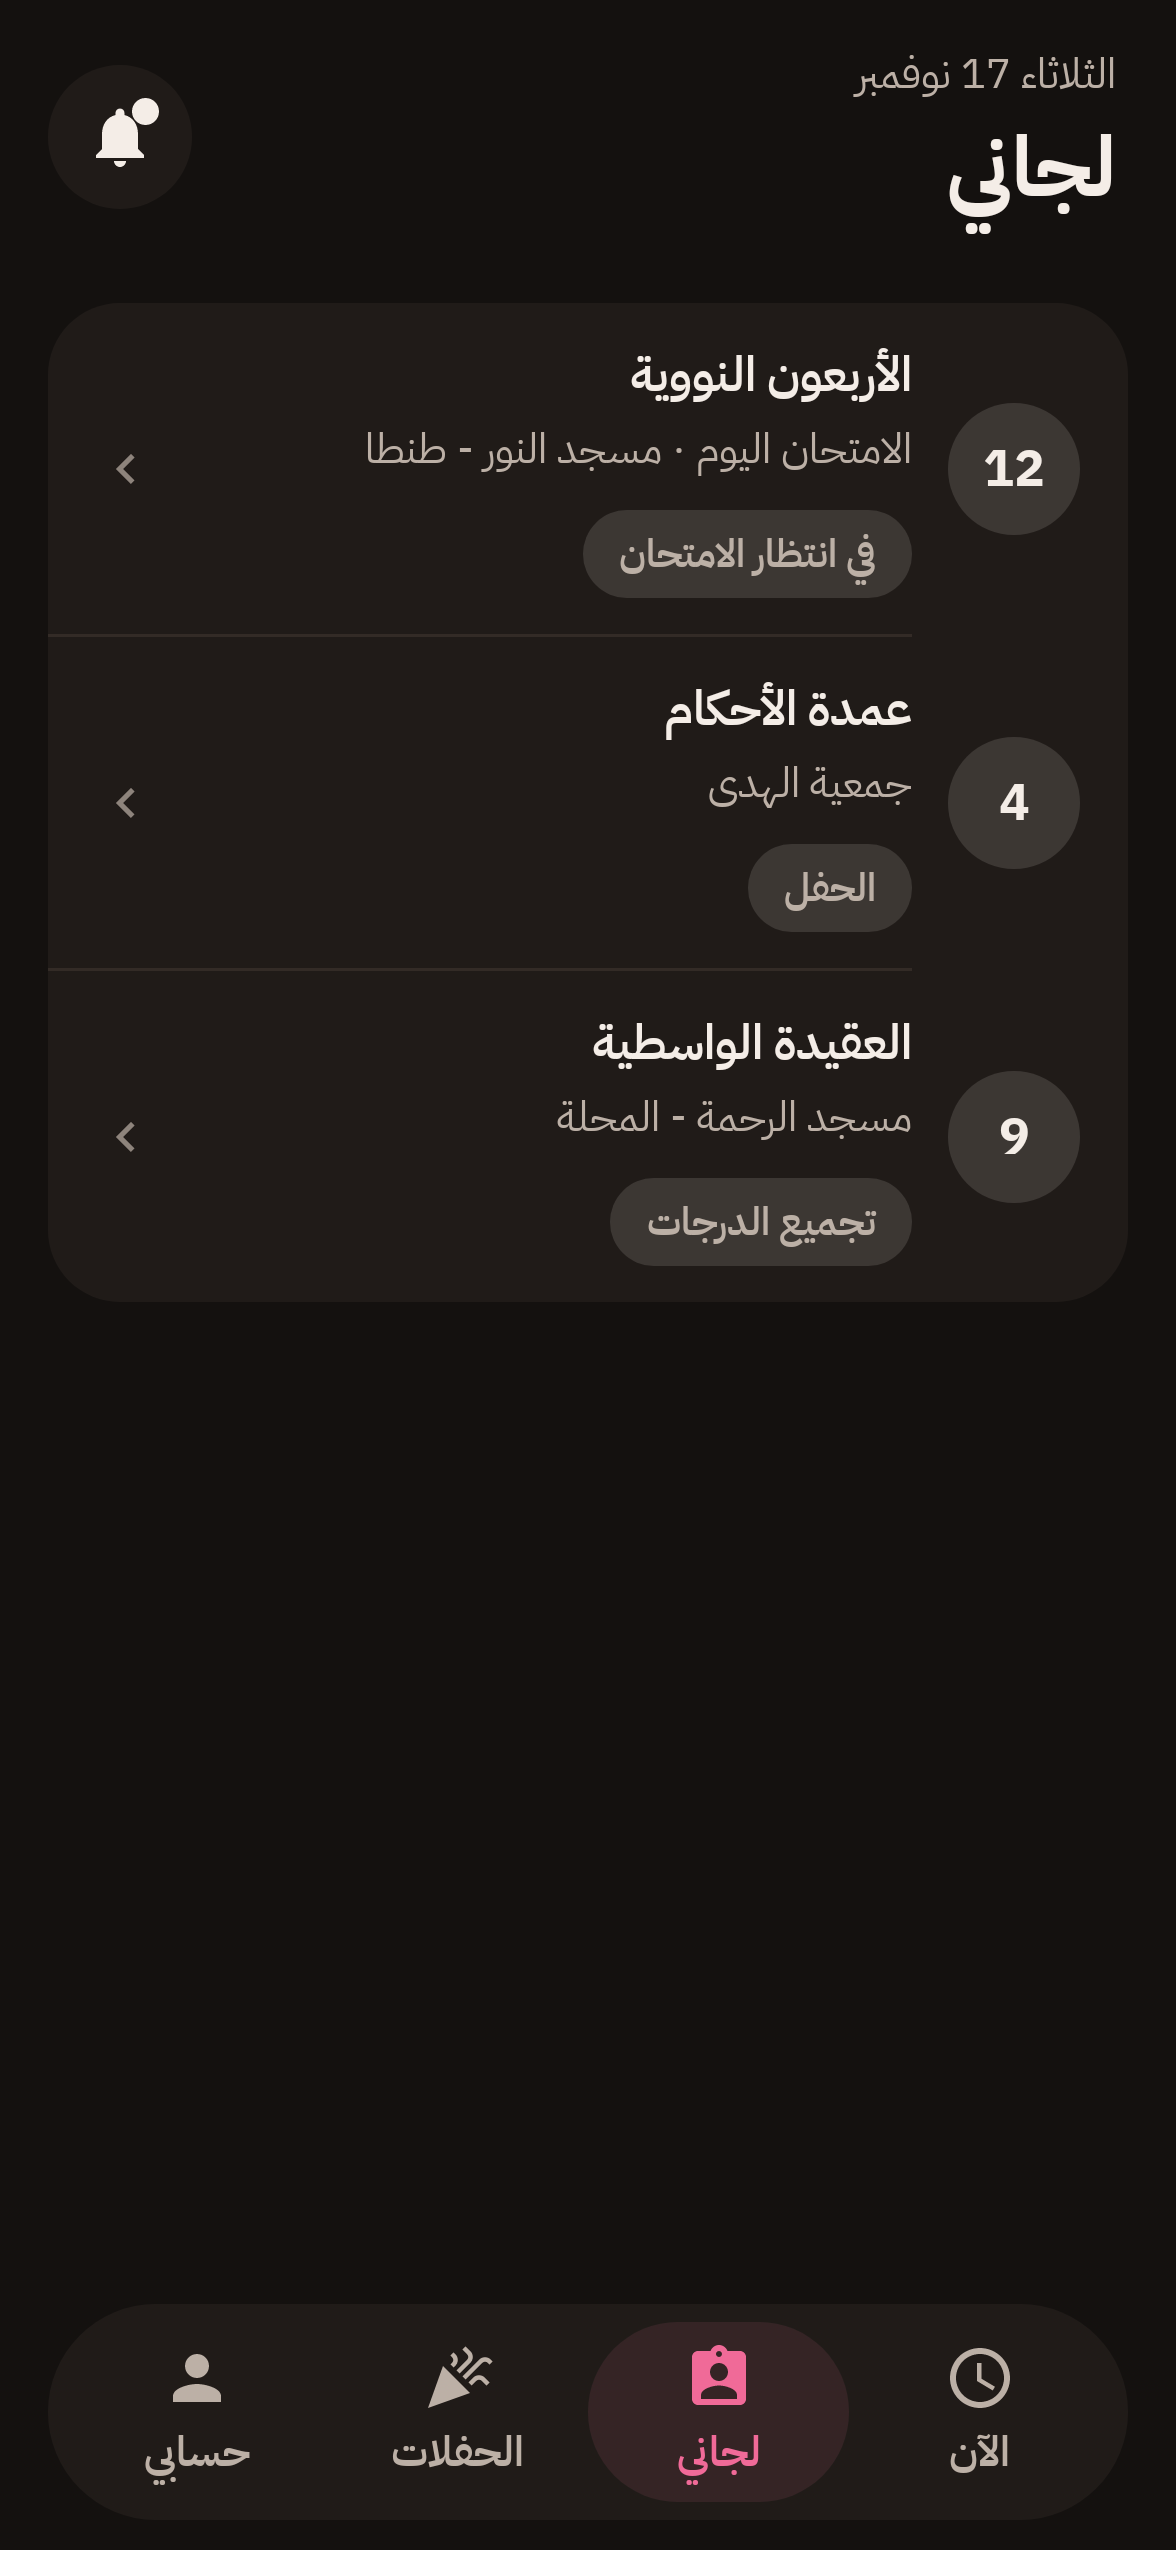 الثلاثاء 17 نوفمبر
لجاني
12
الأربعون النووية
الامتحان اليوم · مسجد النور - طنطا
في انتظار الامتحان
4
عمدة الأحكام
جمعية الهدى
الحفل
9
العقيدة الواسطية
مسجد الرحمة - المحلة
تجميع الدرجات
الآن
لجاني
الحفلات
حسابي